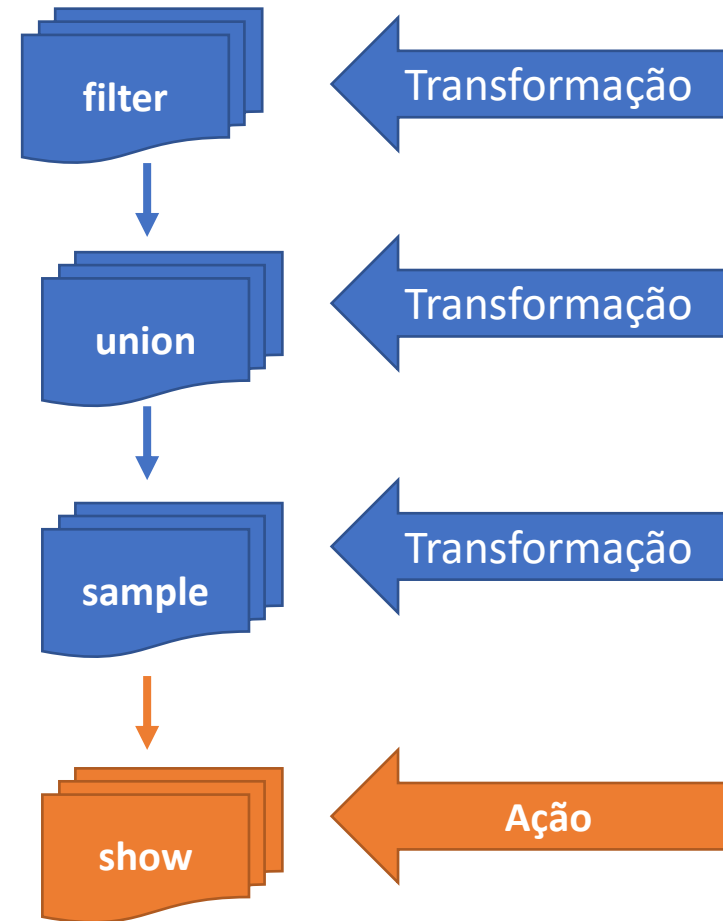 filter
Transformação
union
Transformação
sample
Transformação
show
Ação